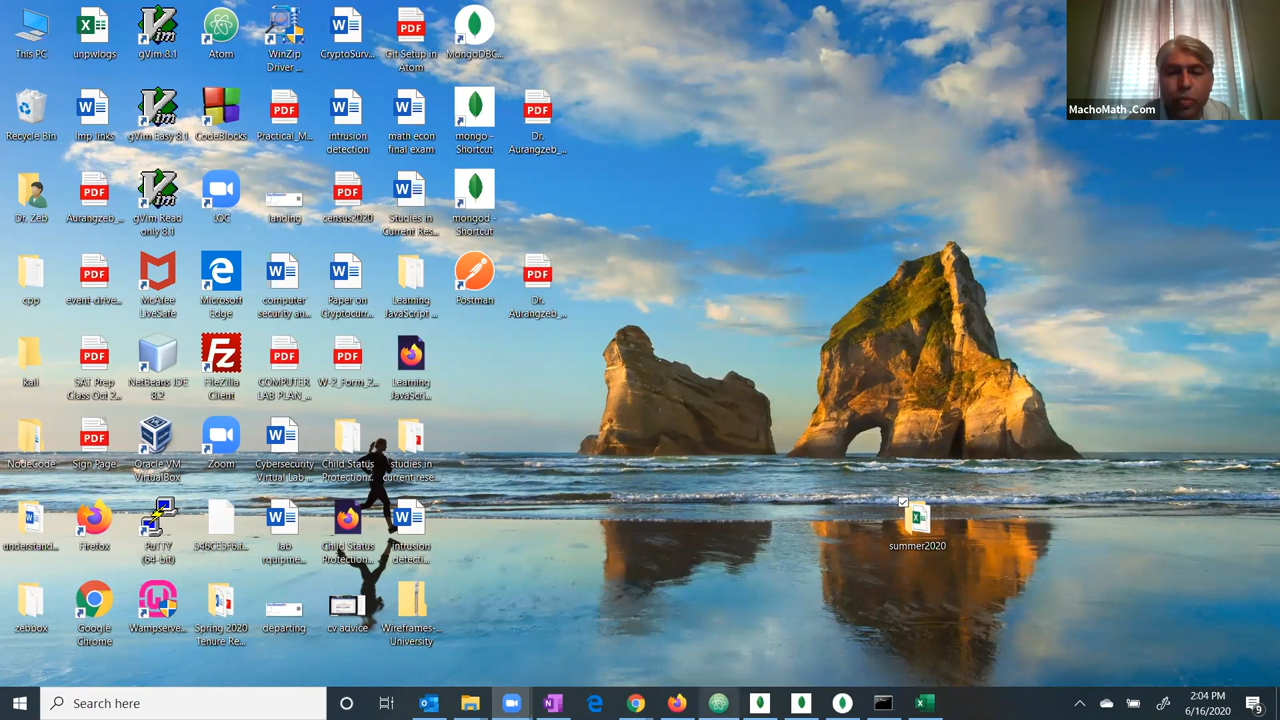 This PC
unpwlogs
gVim 8.1
Atom
WinZip
Driver ...
CryptoSurv...
Git Setup in
Atom
MongoDBC...
MachoMath .Com
Recycle Bin
Imp links
gVim Easy 8.1
CodeBlocks
Practical_M...
intrusion
detection
math econ
final exam
mongo -
Shortcut
Dr.
Aurangzeb_...
Dr. Zeb
Aurangzeb_...
gVim Read
only 8.1
LOC
landing
census2020
Studies in
Current Res...
mongod -
Shortcut
cpp
event-drive...
McAfee
LiveSafe
Microsoft
Edge
computer
security an...
Paper on
Cryptocurr...
Learning
JavaScript ...
Postman
Dr.
Aurangzeb_...
kali
SAT Prep
Class Oct 2...
NetBeans IDE
8.2
FileZilla
Client
COMPUTER
LAB PLAN_...
W-2_Form_2...
Learning
JavaScri...
NodeCode
Sign Page
Oracle VM
VirtualBox
Zoom
Cybersecurity
Virtual Lab...
Child Status
Protection...
studies in
current rese...
understand...
Firefox
PuTTY
(64-bit)
lab
rquipme...
Child Status
Protection...
intrusion
detecti...
summer2020
zebbox
Google
Chrome
Wampserve...
Spring 2020
Tenure Re...
departing
cv advice
Wireframes-...
University
Search here
2:04 PM
6/16/2020
9